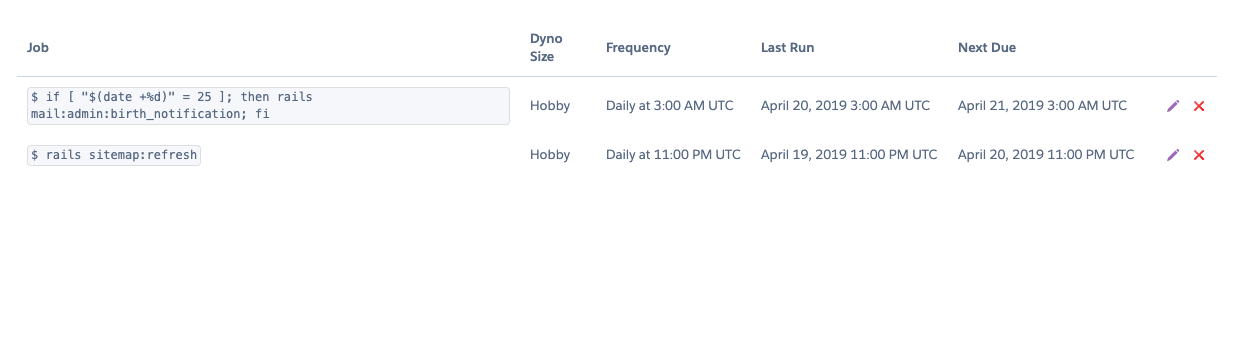 Job Dyno Size Frequency Last Run Next Due
$ if [ "$(date +%d)" = 25 ]; then rails
mail:admin:birth_notification; fi
Hobby Daily at 3:00 AM UTC April 20, 2019 3:00 AM UTC April 21, 2019 3:00 AM UTC
$ rails sitemap:refresh Hobby Daily at 11:00 PM UTC April 19, 2019 11:00 PM UTC April 20, 2019 11:00 PM UTC